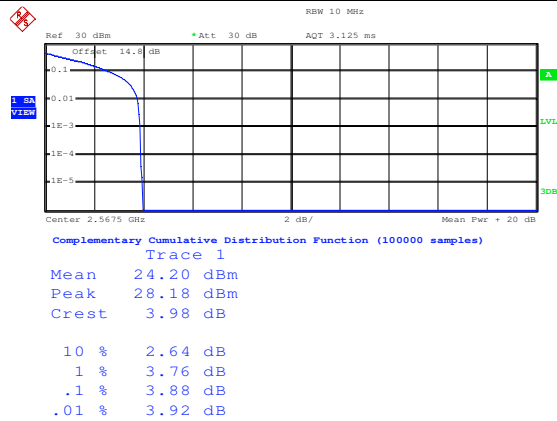 RBW 10 MHz
Ref 30 dBm * Att 30 dB AQT 3.125 ms
Offset 14.8 dB
0.1
A
0.01
1 SA
VIEW
1E-3
LVL
1E-4
1E-5
3DB
Center 2.5675 GHz 2 dB/ Mean Pwr + 20 dB
Complementary Cumulative Distribution Function (100000 samples)
Trace 1
Mean 24.20 dBm
Peak 28.18 dBm
Crest 3.98 dB
10 % 2.64 dB
1 % 3.76 dB
.1 % 3.88 dB
.01 % 3.92 dB